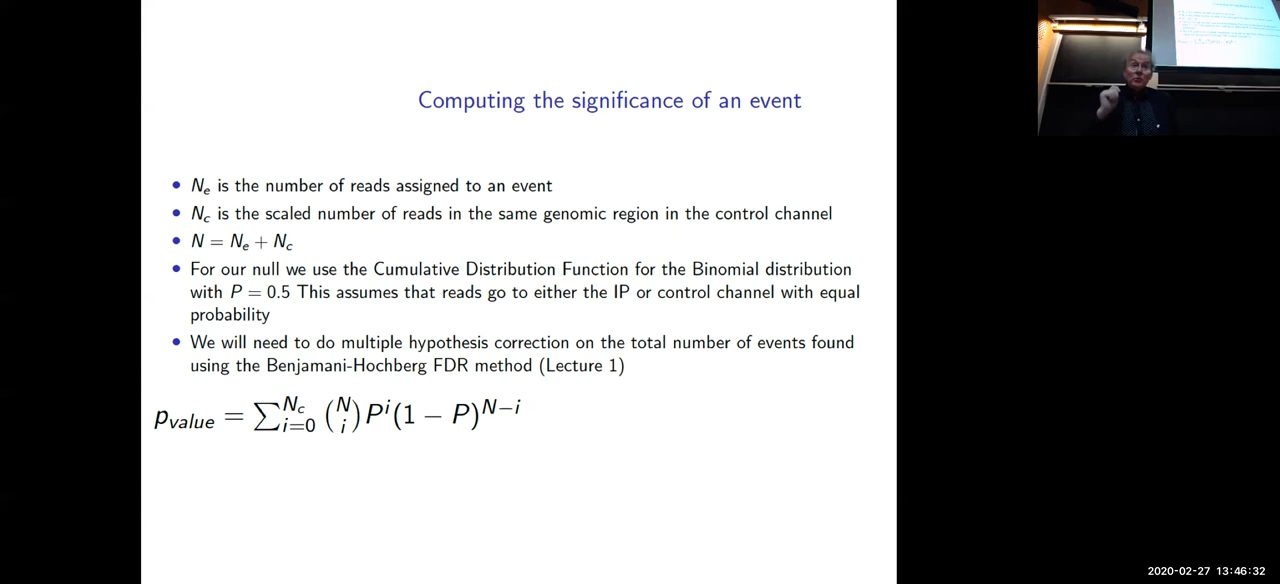 Computing the significance of an event
• Nₑ is the number of reads assigned to an event
• N_c is the scaled number of reads in the same genomic region in the control channel
• N = Nₑ + N_c
• For our null we use the Cumulative Distribution Function for the Binomial distribution
with P = 0.5 This assumes that reads go to either the IP or control channel with equal
probability
• We will need to do multiple hypothesis correction on the total number of events found
using the Benjamani-Hochberg FDR method (Lecture 1)
p_value = ∑_{i=0}^{N_c} (N i) P^i (1 − P)^{N−i}
2020-02-27 13:46:32